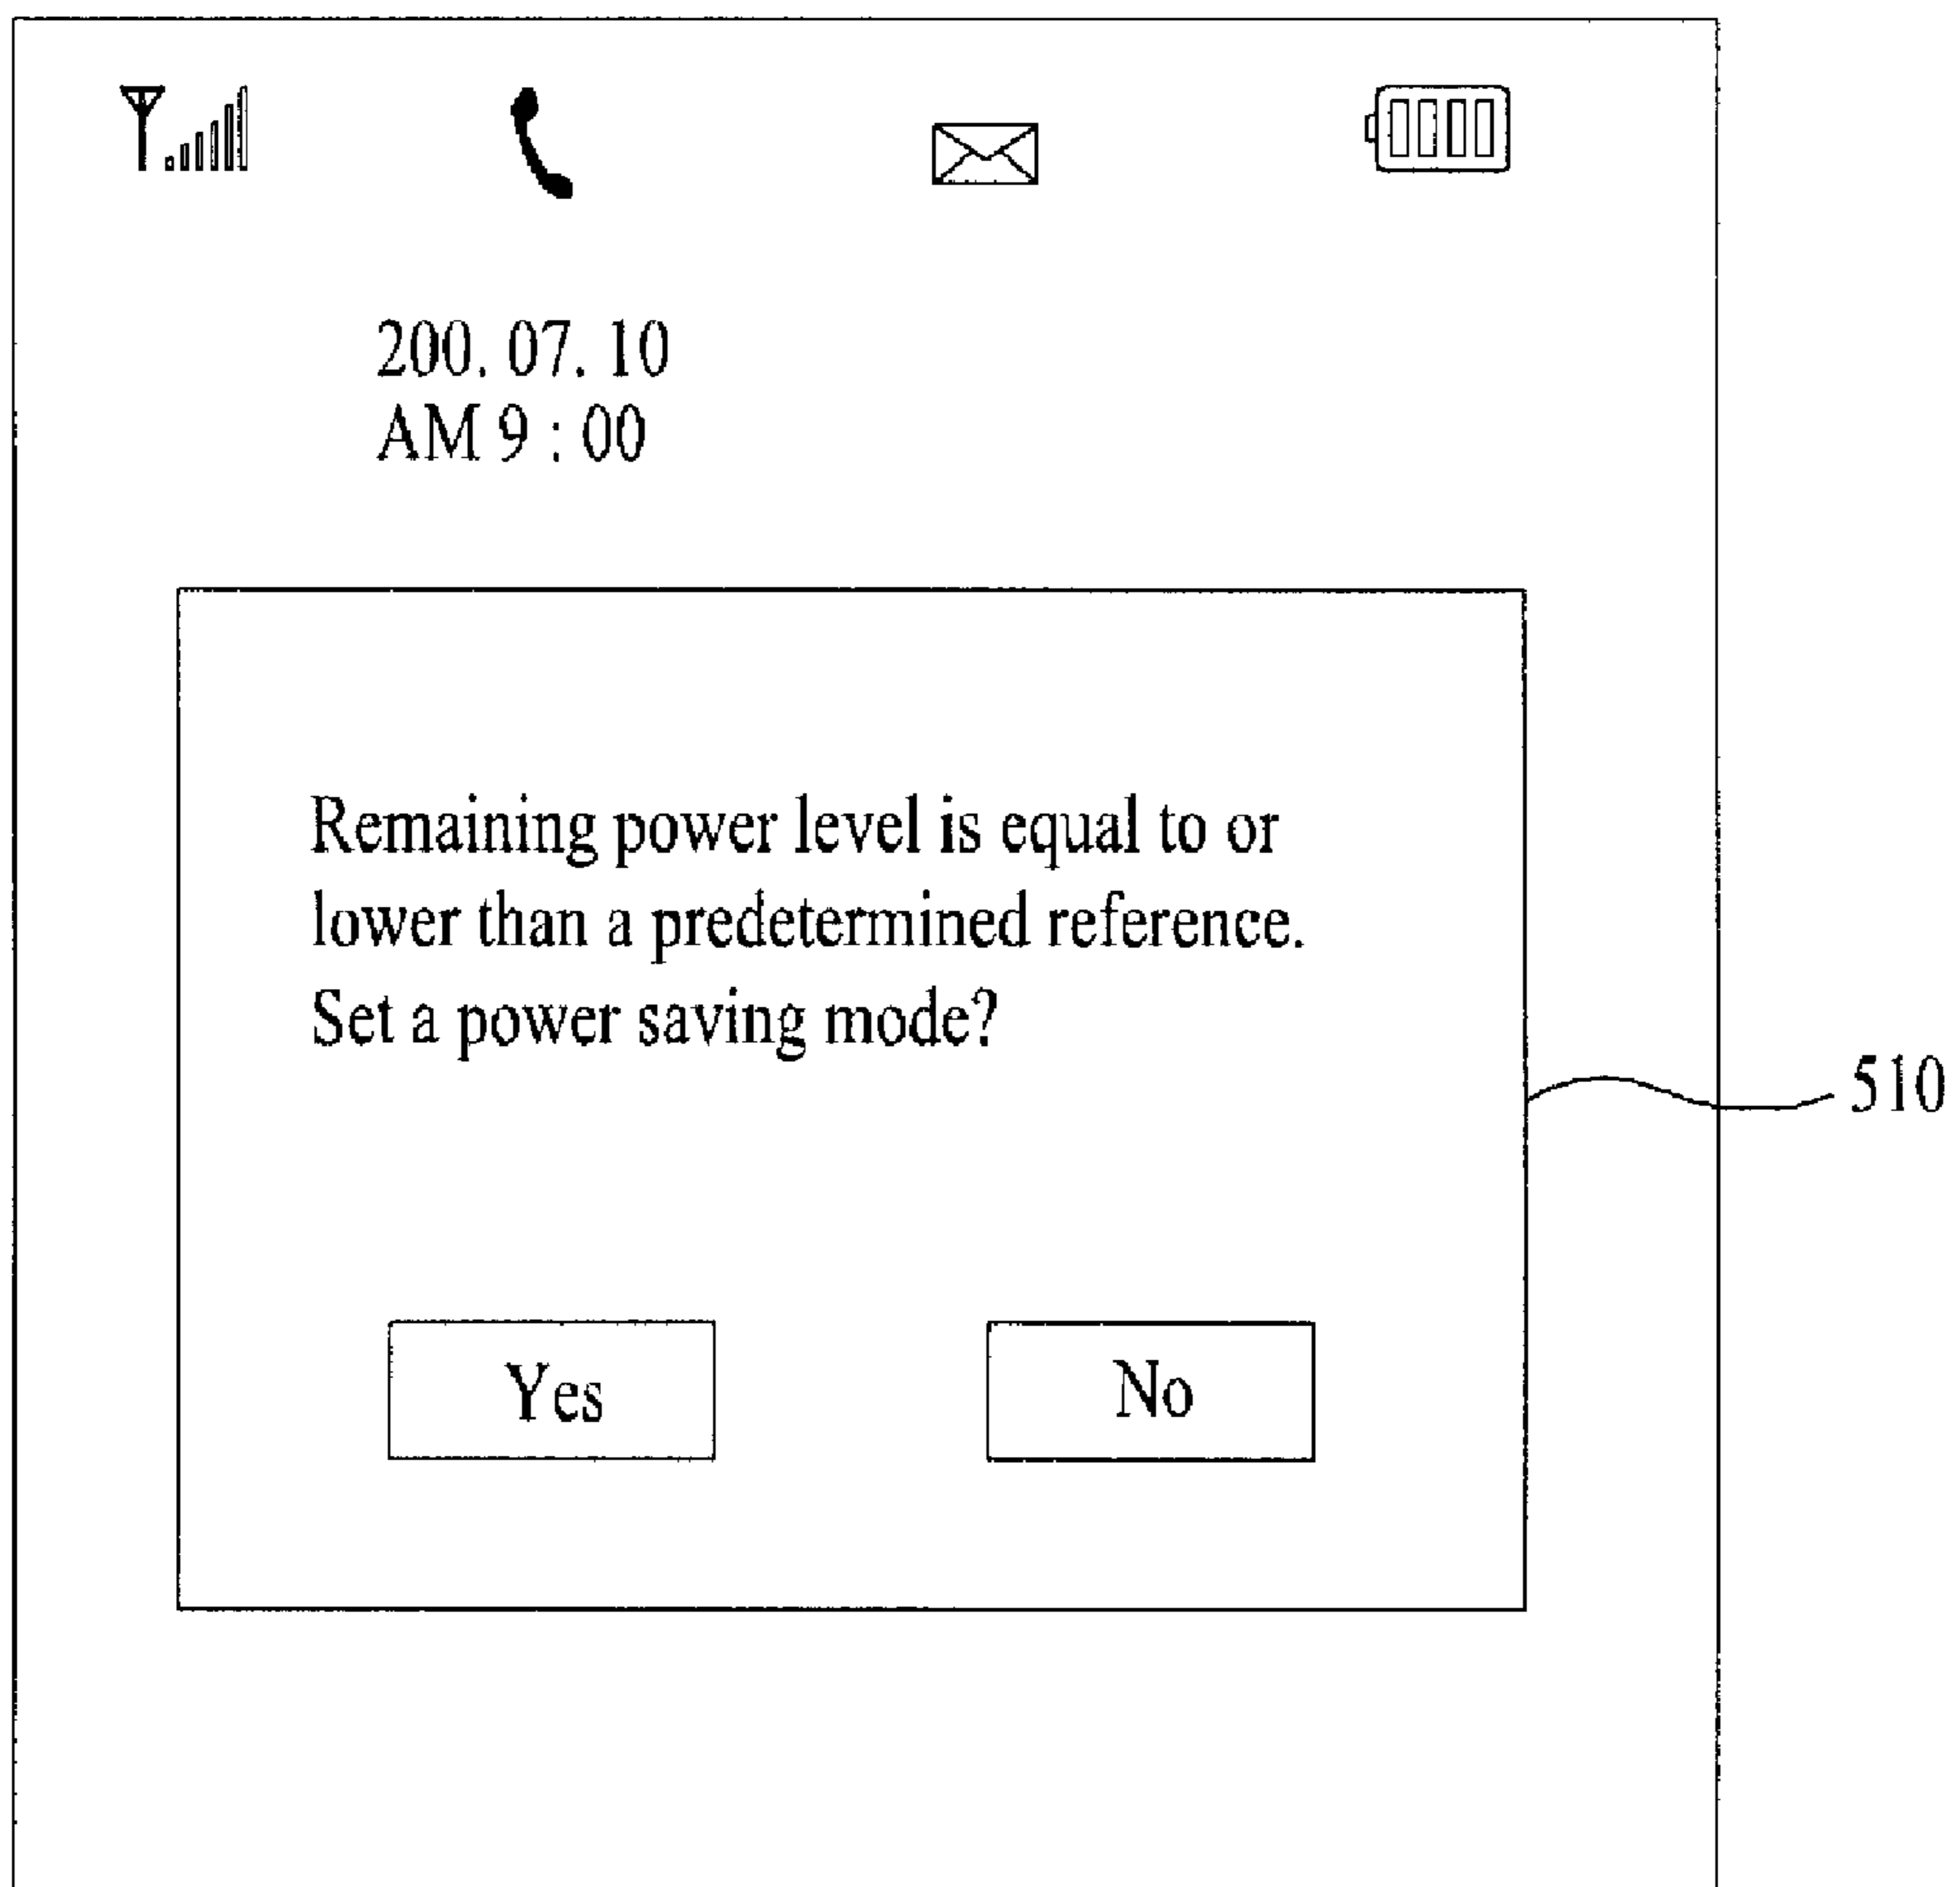 200. 07. 10
AM 9 : 00
Remaining power level is equal to or
lower than a predetermined reference.
Set a power saving mode?
510
Yes
No